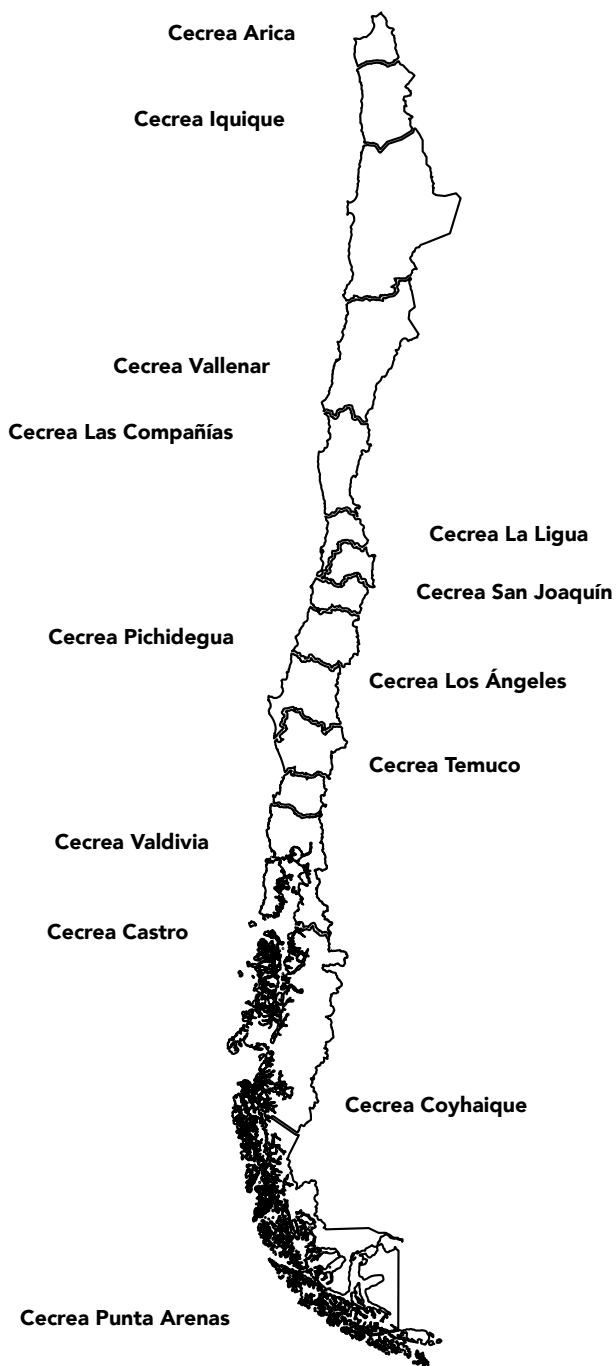 Cecrea Arica
Cecrea Iquique
Cecrea Vallenar
Cecrea Las Compañías
Cecrea La Ligua
Cecrea San Joaquín
Cecrea Pichidegua
Cecrea Los Ángeles
Cecrea Temuco
Cecrea Valdivia
Cecrea Castro
Cecrea Coyhaique
Cecrea Punta Arenas